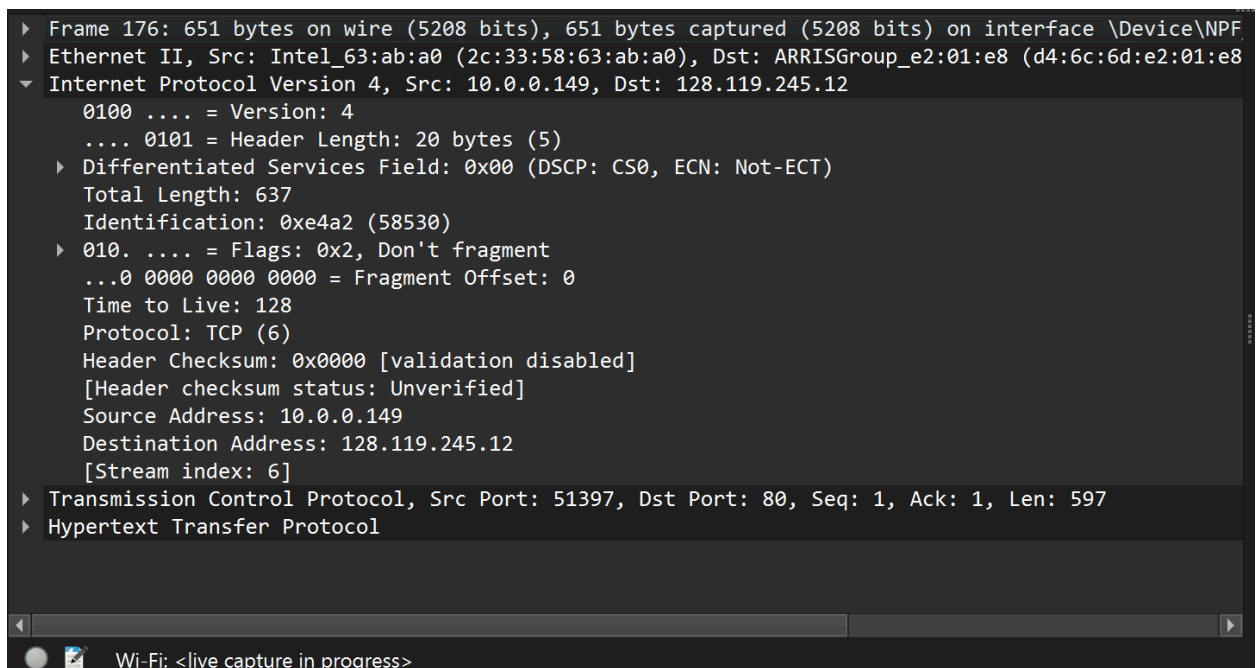 Frame 176: 651 bytes on wire (5208 bits), 651 bytes captured (5208 bits) on interface \Device\NPF_
Ethernet II, Src: Intel_63:ab:a0 (2c:33:58:63:ab:a0), Dst: ARRISGroup_e2:01:e8 (d4:6c:6d:e2:01:e8
Internet Protocol Version 4, Src: 10.0.0.149, Dst: 128.119.245.12
0100 .... = Version: 4
.... 0101 = Header Length: 20 bytes (5)
Differentiated Services Field: 0x00 (DSCP: CS0, ECN: Not-ECT)
Total Length: 637
Identification: 0xe4a2 (58530)
010. .... = Flags: 0x2, Don't fragment
...0 0000 0000 0000 = Fragment Offset: 0
Time to Live: 128
Protocol: TCP (6)
Header Checksum: 0x0000 [validation disabled]
[Header checksum status: Unverified]
Source Address: 10.0.0.149
Destination Address: 128.119.245.12
[Stream index: 6]
Transmission Control Protocol, Src Port: 51397, Dst Port: 80, Seq: 1, Ack: 1, Len: 597
Hypertext Transfer Protocol
Wi-Fi: <live capture in progress>